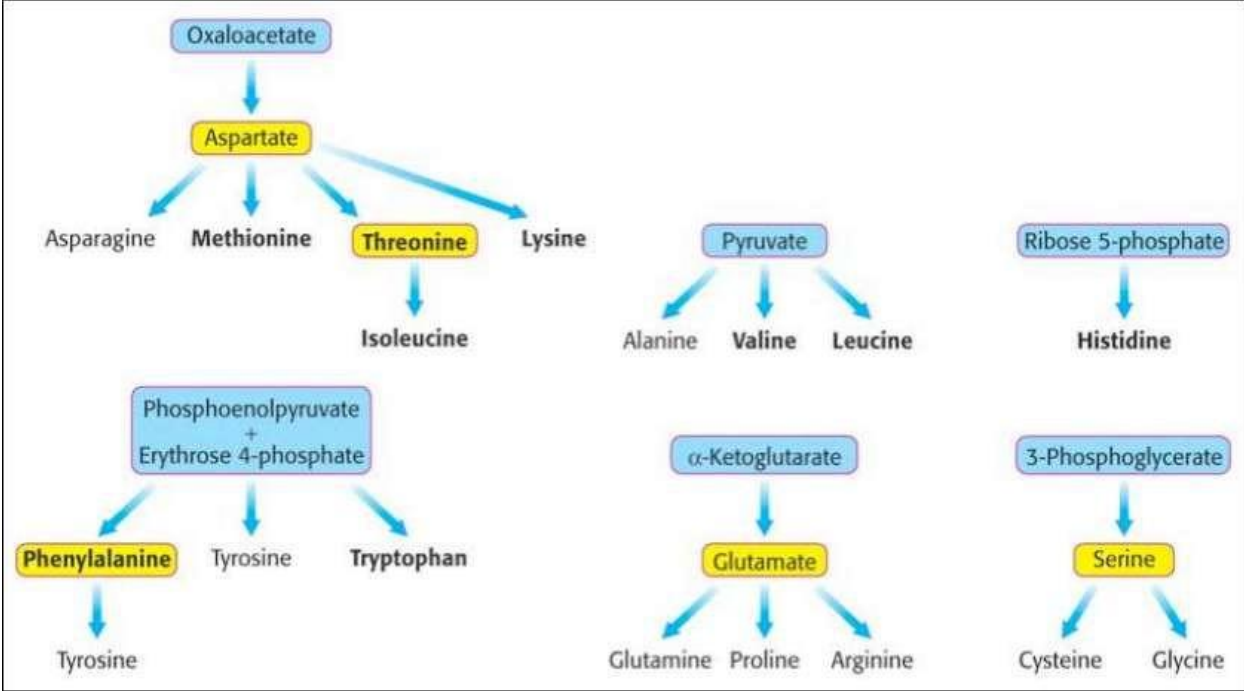 Oxaloacetate
Aspartate
Asparagine
Methionine
Threonine
Lysine
Isoleucine
Pyruvate
Alanine
Valine
Leucine
Ribose 5-phosphate
Histidine
Phosphoenolpyruvate
+
Erythrose 4-phosphate
Phenylalanine
Tyrosine
Tryptophan
Tyrosine
α-Ketoglutarate
Glutamate
Glutamine
Proline
Arginine
3-Phosphoglycerate
Serine
Cysteine
Glycine